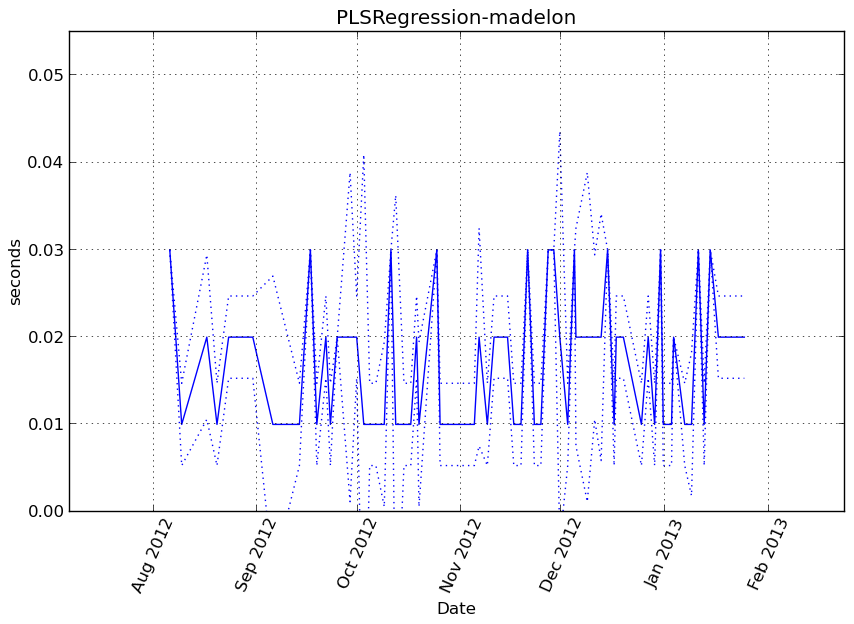 PLSRegression-madelon
0.05
0.04
0.03
0.02
0.01
0.00
seconds
Aug 2012
Sep 2012
Oct 2012
Nov 2012
Dec 2012
Jan 2013
Feb 2013
Date